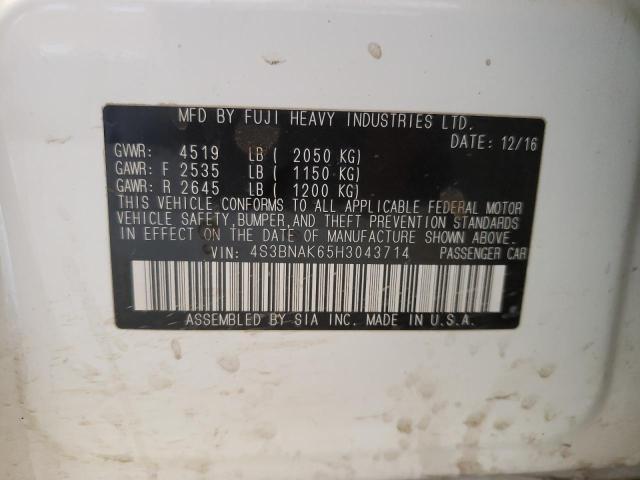 MFD BY FUJI HEAVY INDUSTRIES LTD.
DATE: 12/16
GVWR: 4519 LB ( 2050 KG)
GAWR: F 2535 LB ( 1150 KG)
GAWR: R 2645 LB ( 1200 KG)
THIS VEHICLE CONFORMS TO ALL APPLICABLE FEDERAL MOTOR
VEHICLE SAFETY,BUMPER,AND THEFT PREVENTION STANDARDS
IN EFFECT ON THE DATE OF MANUFACTURE SHOWN ABOVE.
VIN: 4S3BNAK65H3043714 PASSENGER CAR
ASSEMBLED BY SIA INC. MADE IN U.S.A.